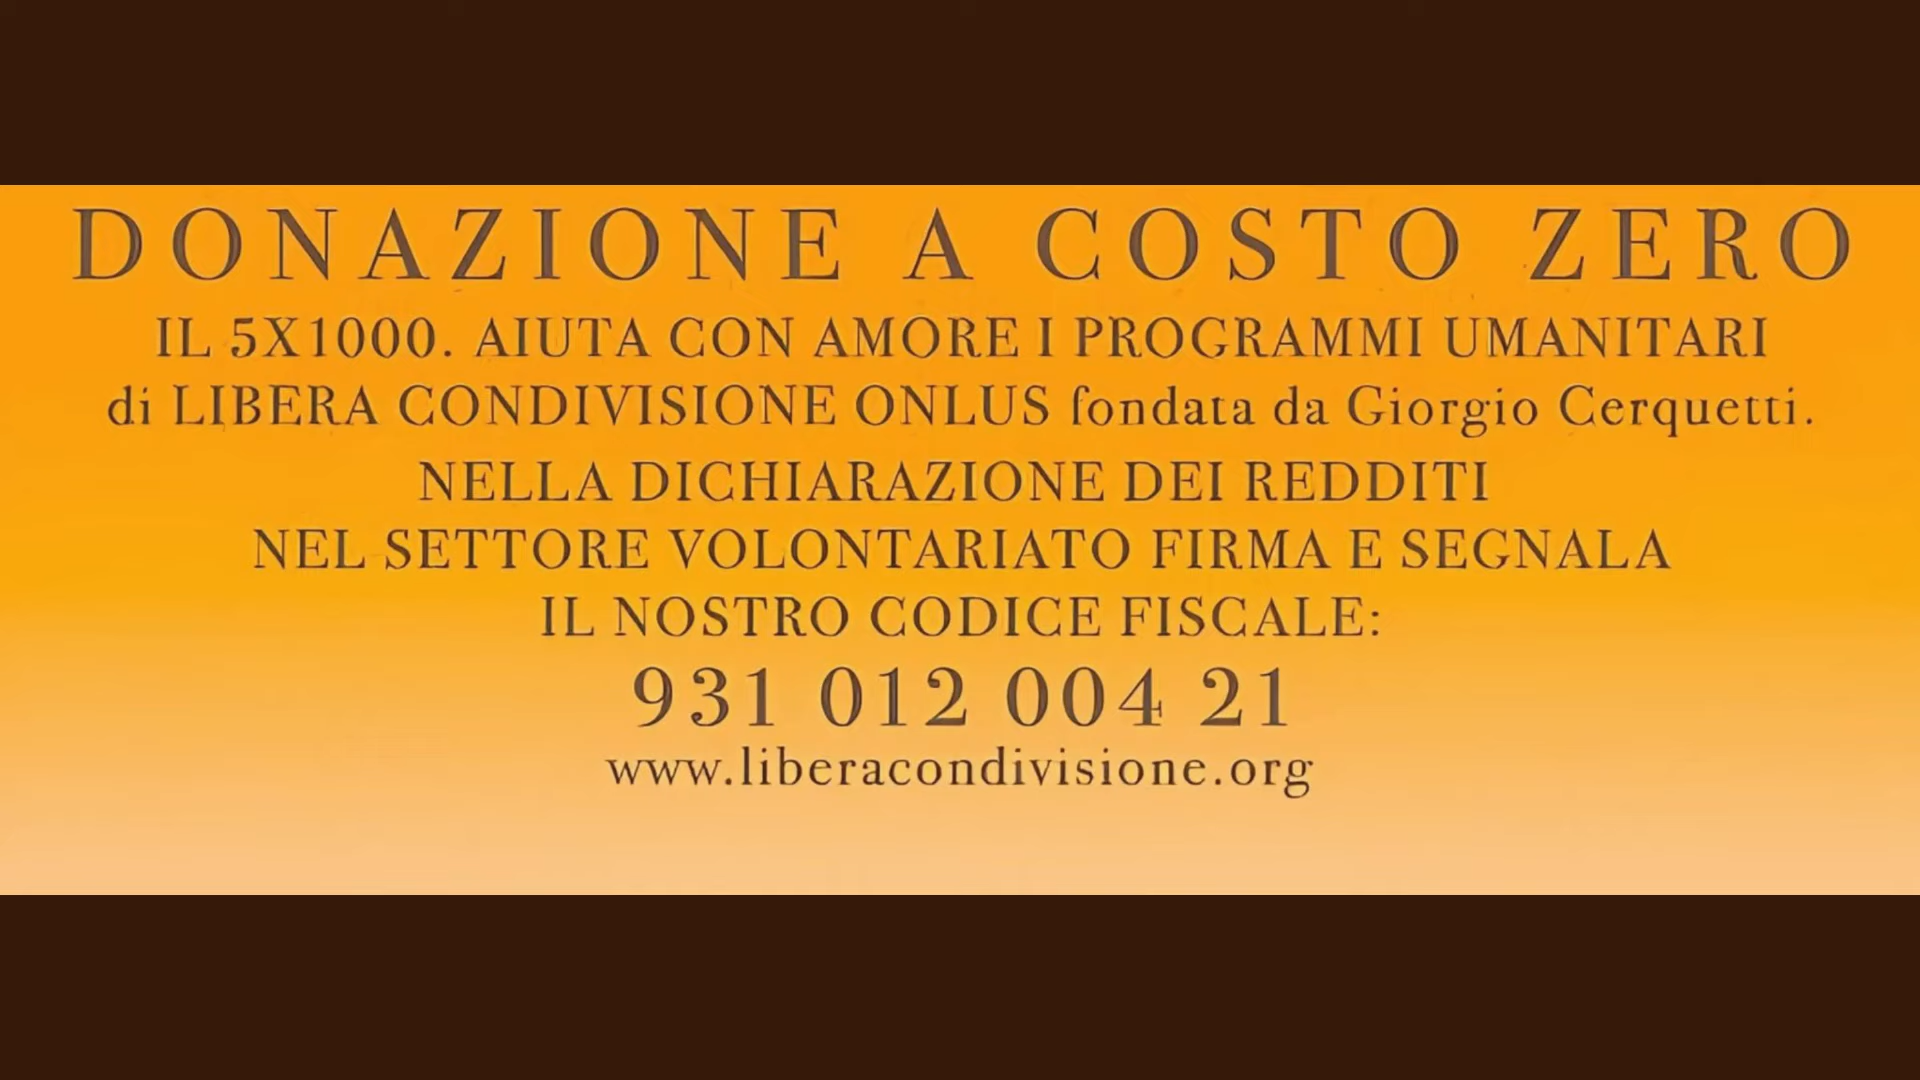 DONAZIONE A COSTO ZERO
IL 5X1000. AIUTA CON AMORE I PROGRAMMI UMANITARI
di LIBERA CONDIVISIONE ONLUS fondata da Giorgio Cerquetti.
NELLA DICHIARAZIONE DEI REDDITI
NEL SETTORE VOLONTARIATO FIRMA E SEGNALA
IL NOSTRO CODICE FISCALE:
931 012 004 21
www.liberacondivisione.org